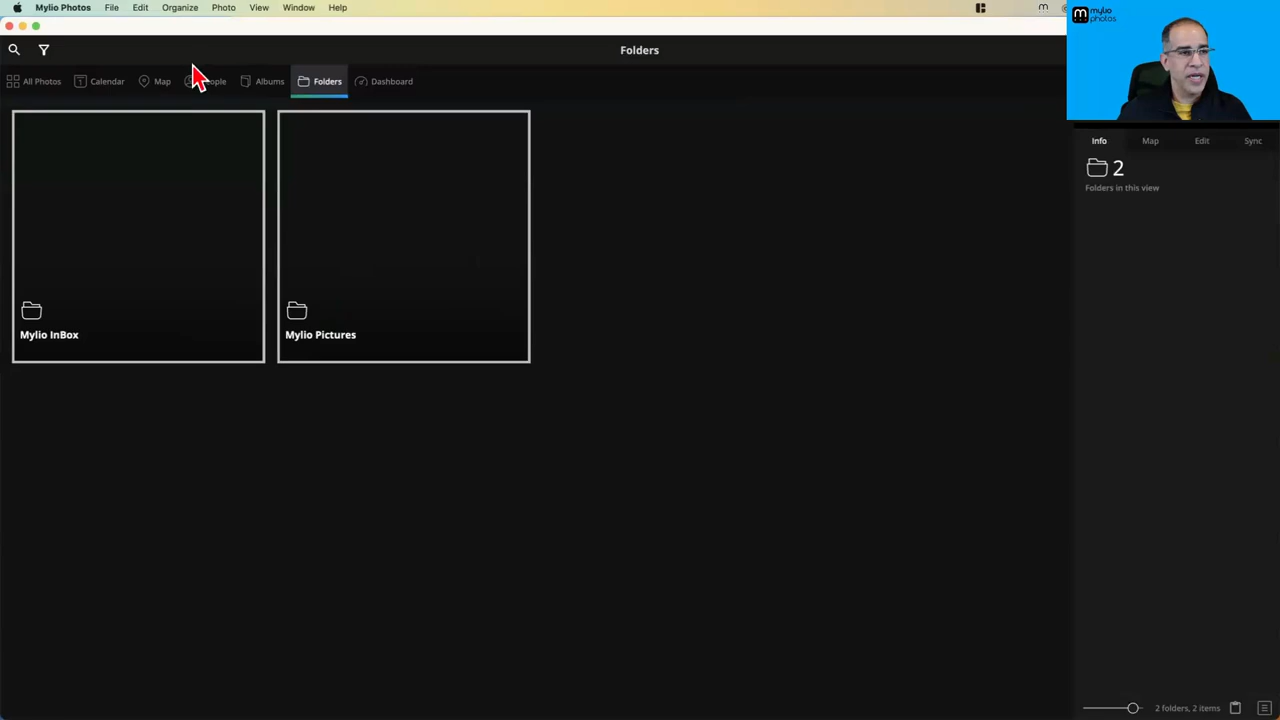 Mylio Photos File Edit Organize Photo View Window Help
mylio photos
Folders
All Photos Calendar Map People Albums Folders Dashboard
Info Map Edit Sync
2
Folders in this view
Mylio InBox Mylio Pictures
2 folders, 2 items